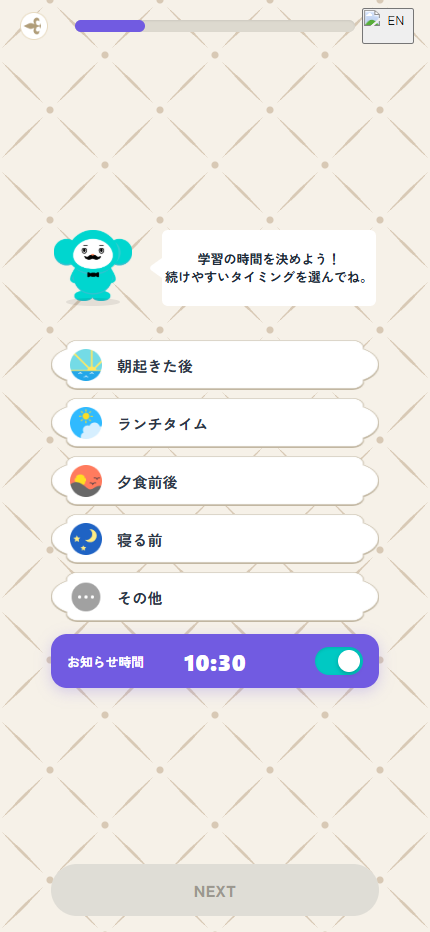 EN
学習の時間を決めよう！
続けやすいタイミングを選んでね。
朝起きた後
ランチタイム
夕食前後
寝る前
その他
お知らせ時間 10:30
NEXT